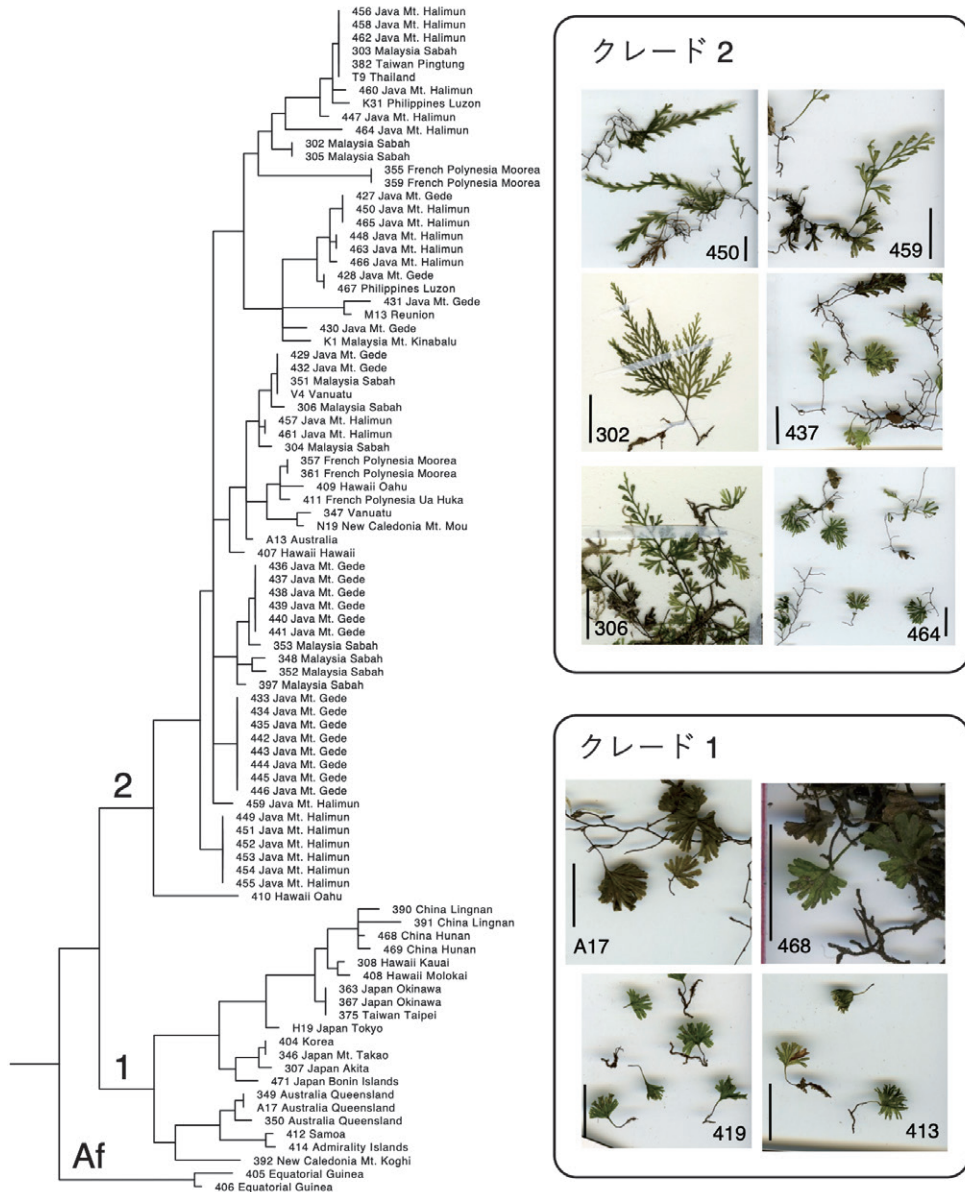 456 Java Mt. Halimun
458 Java Mt. Halimun
462 Java Mt. Halimun
303 Malaysia Sabah
382 Taiwan Pingtung
T9 Thailand
460 Java Mt. Halimun
K31 Philippines Luzon
447 Java Mt. Halimun
464 Java Mt. Halimun
302 Malaysia Sabah
305 Malaysia Sabah
355 French Polynesia Moorea
359 French Polynesia Moorea
427 Java Mt. Gede
450 Java Mt. Halimun
465 Java Mt. Halimun
448 Java Mt. Halimun
463 Java Mt. Halimun
466 Java Mt. Halimun
428 Java Mt. Gede
467 Philippines Luzon
431 Java Mt. Gede
M13 Reunion
430 Java Mt. Gede
K1 Malaysia Mt. Kinabalu
429 Java Mt. Gede
432 Java Mt. Gede
351 Malaysia Sabah
V4 Vanuatu
306 Malaysia Sabah
457 Java Mt. Halimun
461 Java Mt. Halimun
304 Malaysia Sabah
357 French Polynesia Moorea
361 French Polynesia Moorea
409 Hawaii Oahu
411 French Polynesia Ua Huka
347 Vanuatu
N19 New Caledonia Mt. Mou
A13 Australia
407 Hawaii Hawaii
436 Java Mt. Gede
437 Java Mt. Gede
438 Java Mt. Gede
439 Java Mt. Gede
440 Java Mt. Gede
441 Java Mt. Gede
353 Malaysia Sabah
348 Malaysia Sabah
352 Malaysia Sabah
397 Malaysia Sabah
433 Java Mt. Gede
434 Java Mt. Gede
435 Java Mt. Gede
442 Java Mt. Gede
443 Java Mt. Gede
444 Java Mt. Gede
445 Java Mt. Gede
446 Java Mt. Gede
459 Java Mt. Halimun
449 Java Mt. Halimun
451 Java Mt. Halimun
452 Java Mt. Halimun
453 Java Mt. Halimun
454 Java Mt. Halimun
455 Java Mt. Halimun
410 Hawaii Oahu
2
390 China Lingnan
391 China Lingnan
468 China Hunan
469 China Hunan
308 Hawaii Kauai
408 Hawaii Molokai
363 Japan Okinawa
367 Japan Okinawa
375 Taiwan Taipei
H19 Japan Tokyo
404 Korea
346 Japan Mt. Takao
307 Japan Akita
471 Japan Bonin Islands
349 Australia Queensland
A17 Australia Queensland
350 Australia Queensland
412 Samoa
414 Admirality Islands
392 New Caledonia Mt. Koghi
1
405 Equatorial Guinea
406 Equatorial Guinea
Af
クレード 2
450
459
302
437
306
464
クレード 1
A17
468
419
413